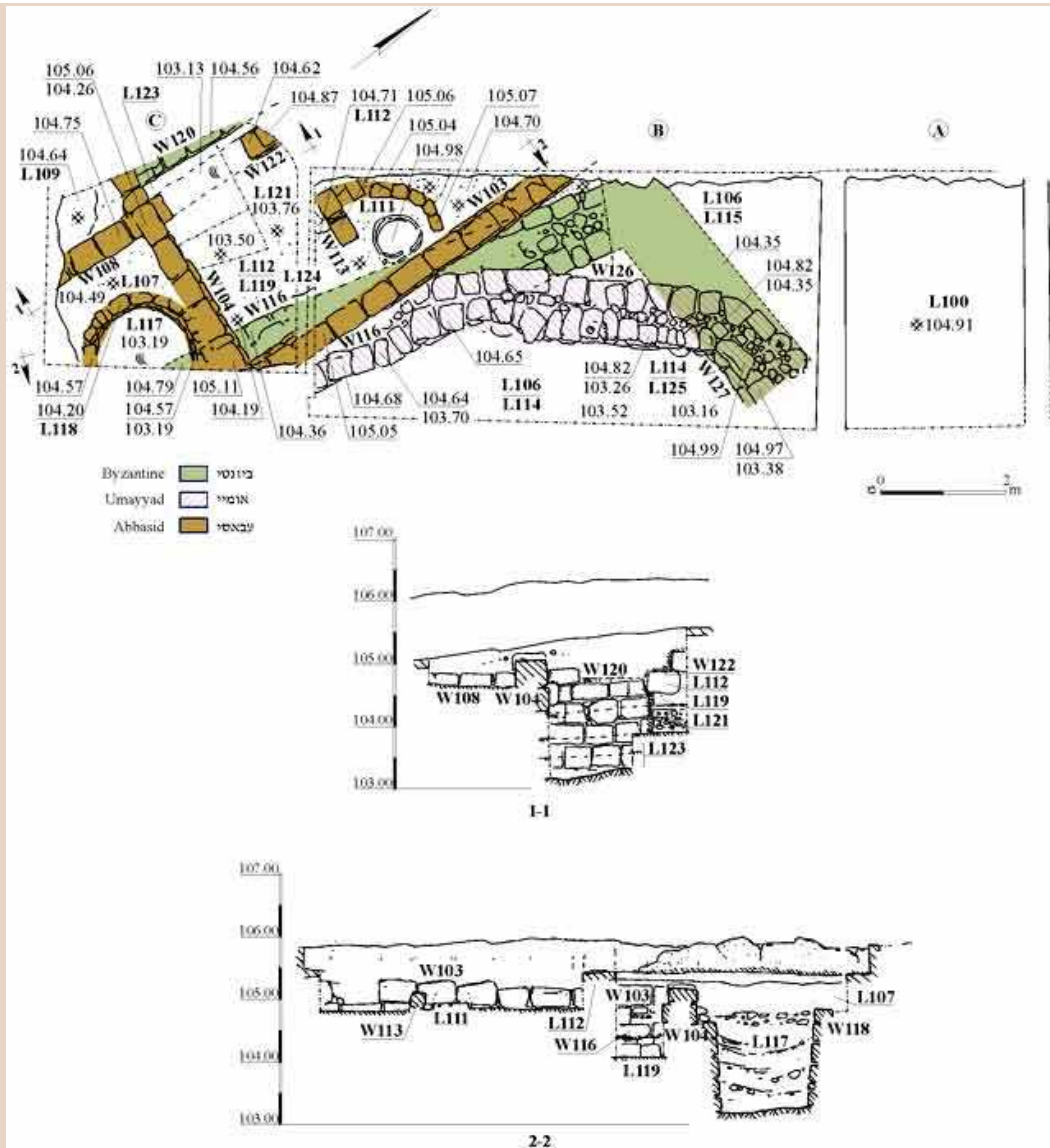 105.06
104.26
L123
103.13
104.56
104.62
104.87
104.71
L112
105.06
105.04
104.98
105.07
104.70
C
B
A
104.75
104.64
L109
W120
1
W122
L121
103.76
L111
W103
2
L106
L115
104.35
104.82
104.35
103.50
W113
W108
L107
104.49
W104
L112
L119
L124
W116
W126
L100
104.91
1
2
L117
103.19
W116
104.65
104.82
103.26
103.52
L114
L125
W127
103.16
104.57
104.20
L118
104.79
104.57
103.19
105.11
104.19
104.36
104.68
105.05
104.64
103.70
L106
L114
104.99
104.97
103.38
Byzantine ביזנטי
Umayyad אומיי
Abbasid עבאסי
0 2
m מ
107.00
106.00
105.00
104.00
103.00
W108
W104
W120
W122
L112
L119
L121
L123
1-1
107.00
106.00
105.00
104.00
103.00
W103
W113
L111
L112
W116
W103
L119
W104
L117
L107
W118
2-2